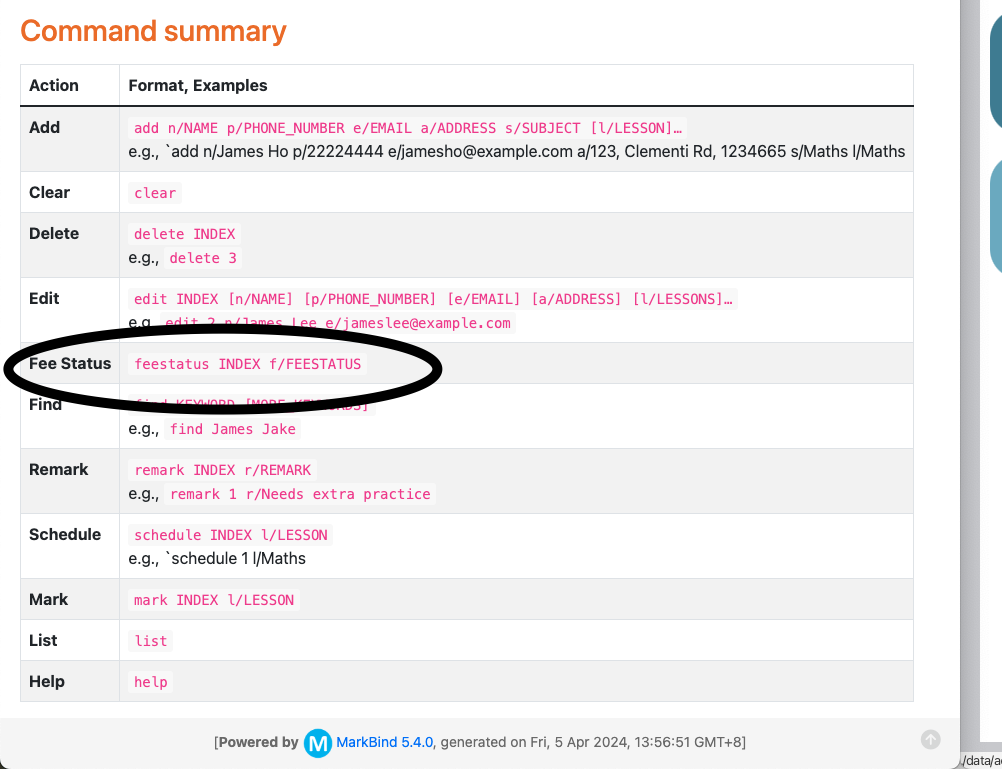 Command summary
Action Format, Examples
Add add n/NAME p/PHONE_NUMBER e/EMAIL a/ADDRESS s/SUBJECT [l/LESSON]…
e.g., `add n/James Ho p/22224444 e/jamesho@example.com a/123, Clementi Rd, 1234665 s/Maths l/Maths
Clear clear
Delete delete INDEX
e.g., delete 3
Edit edit INDEX [n/NAME] [p/PHONE_NUMBER] [e/EMAIL] [a/ADDRESS] [l/LESSONS]…
e.g. edit 2 n/James Lee e/jameslee@example.com
Fee Status feestatus INDEX f/FEESTATUS
Find find KEYWORD [MORE_KEYWORDS]
e.g., find James Jake
Remark remark INDEX r/REMARK
e.g., remark 1 r/Needs extra practice
Schedule schedule INDEX l/LESSON
e.g., `schedule 1 l/Maths
Mark mark INDEX l/LESSON
List list
Help help
[Powered by M MarkBind 5.4.0, generated on Fri, 5 Apr 2024, 13:56:51 GMT+8]
/data/a